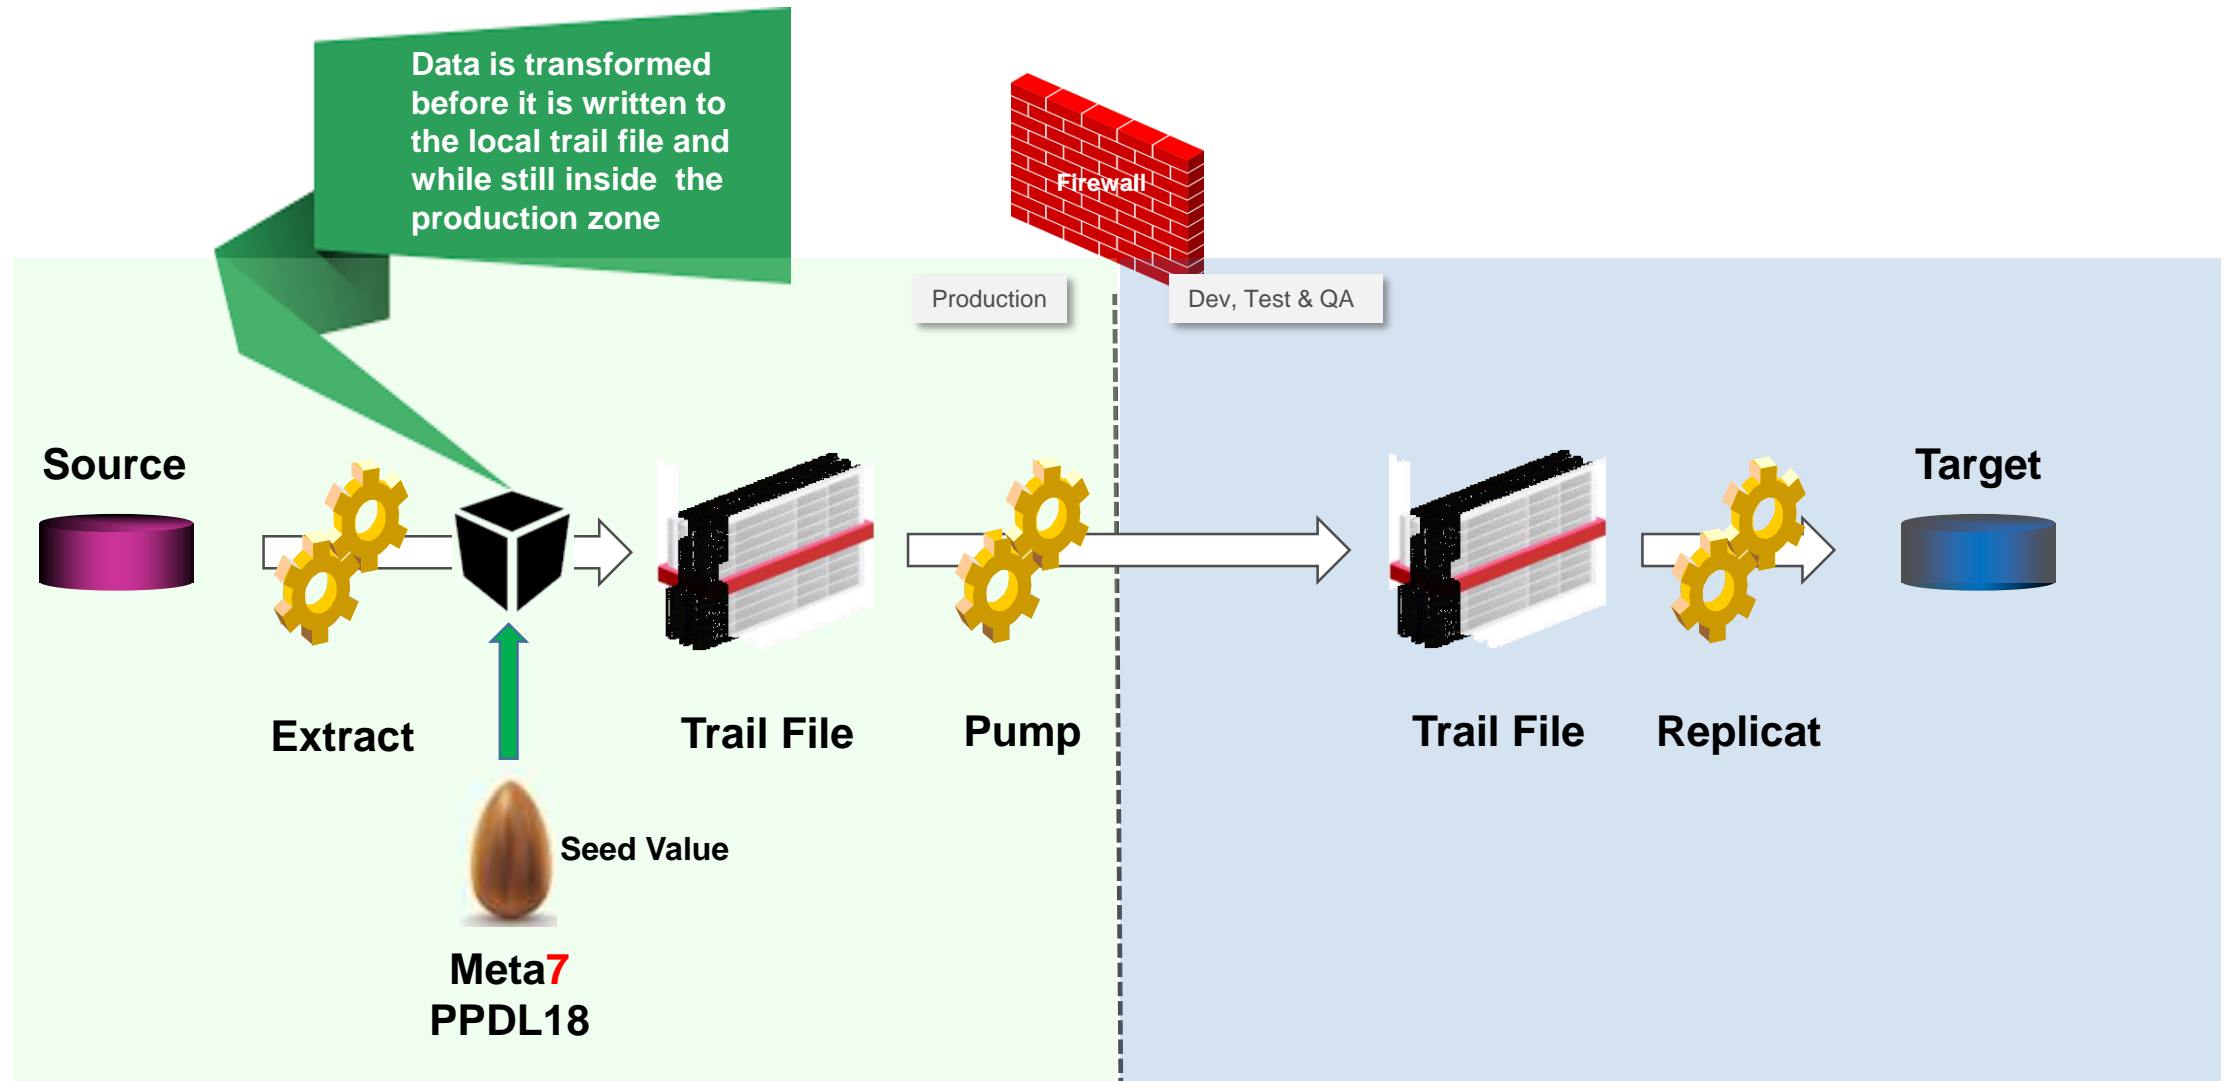 Data is transformed
before it is written to
the local trail file and
while still inside  the
production zone
Firewall
Production
Dev, Test & QA
Source
Target
Extract
Trail File
Pump
Trail File
Replicat
Seed Value
Meta7
PPDL18